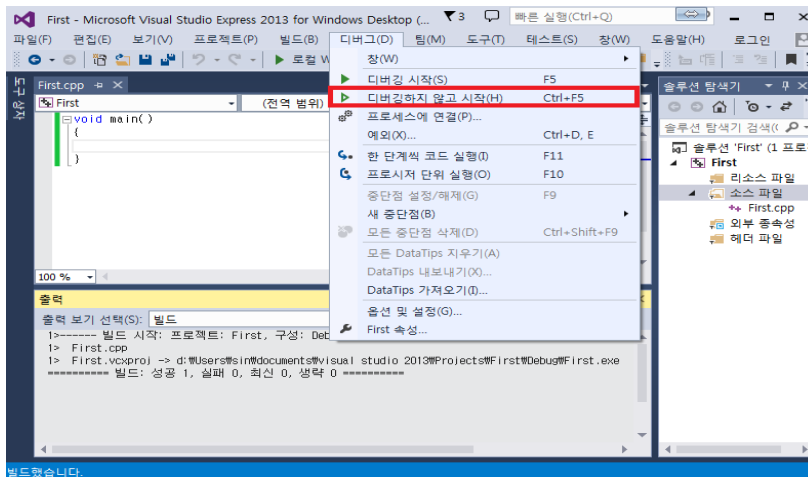 First - Microsoft Visual Studio Express 2013 for Windows Desktop (... 3 빠른 실행(Ctrl+Q)
파일(F) 편집(E) 보기(V) 프로젝트(P) 빌드(B) 디버그(D) 팀(M) 도구(T) 테스트(S) 창(W) 도움말(H) 로그인
로컬 W
창(W)
디버깅 시작(S) F5
디버깅하지 않고 시작(H) Ctrl+F5
프로세스에 연결(P)...
예외(X)... Ctrl+D, E
한 단계씩 코드 실행(I) F11
프로시저 단위 실행(O) F10
중단점 설정/해제(G) F9
새 중단점(B)
모든 중단점 삭제(D) Ctrl+Shift+F9
모든 DataTips 지우기(A)
DataTips 내보내기(X)...
DataTips 가져오기(I)...
옵션 및 설정(G)...
First 속성...
도구 상자
First.cpp
First (전역 범위)
void main()
{
}
100 %
출력
출력 보기 선택(S): 빌드
1>------ 빌드 시작: 프로젝트: First, 구성: Deb
1> First.cpp
1> First.vcxproj -> d:₩Users₩sin₩documents₩visual studio 2013₩Projects₩First₩Debug₩First.exe
========== 빌드: 성공 1, 실패 0, 최신 0, 생략 0 ==========
솔루션 탐색기
솔루션 탐색기 검색(
솔루션 'First' (1 프로
First
리소스 파일
소스 파일
First.cpp
외부 종속성
헤더 파일
빌드했습니다.